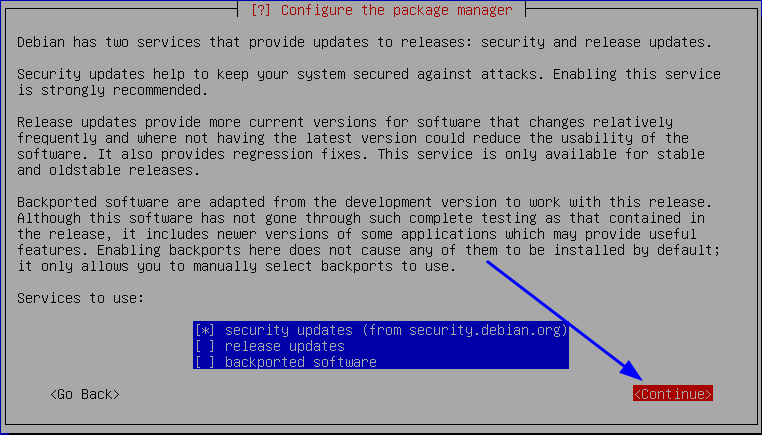 [?] Configure the package manager
Debian has two services that provide updates to releases: security and release updates.
Security updates help to keep your system secured against attacks. Enabling this service
is strongly recommended.
Release updates provide more current versions for software that changes relatively
frequently and where not having the latest version could reduce the usability of the
software. It also provides regression fixes. This service is only available for stable
and oldstable releases.
Backported software are adapted from the development version to work with this release.
Although this software has not gone through such complete testing as that contained in
the release, it includes newer versions of some applications which may provide useful
features. Enabling backports here does not cause any of them to be installed by default;
it only allows you to manually select backports to use.
Services to use:
[*] security updates (from security.debian.org)
[ ] release updates
[ ] backported software
<Go Back> <Continue>